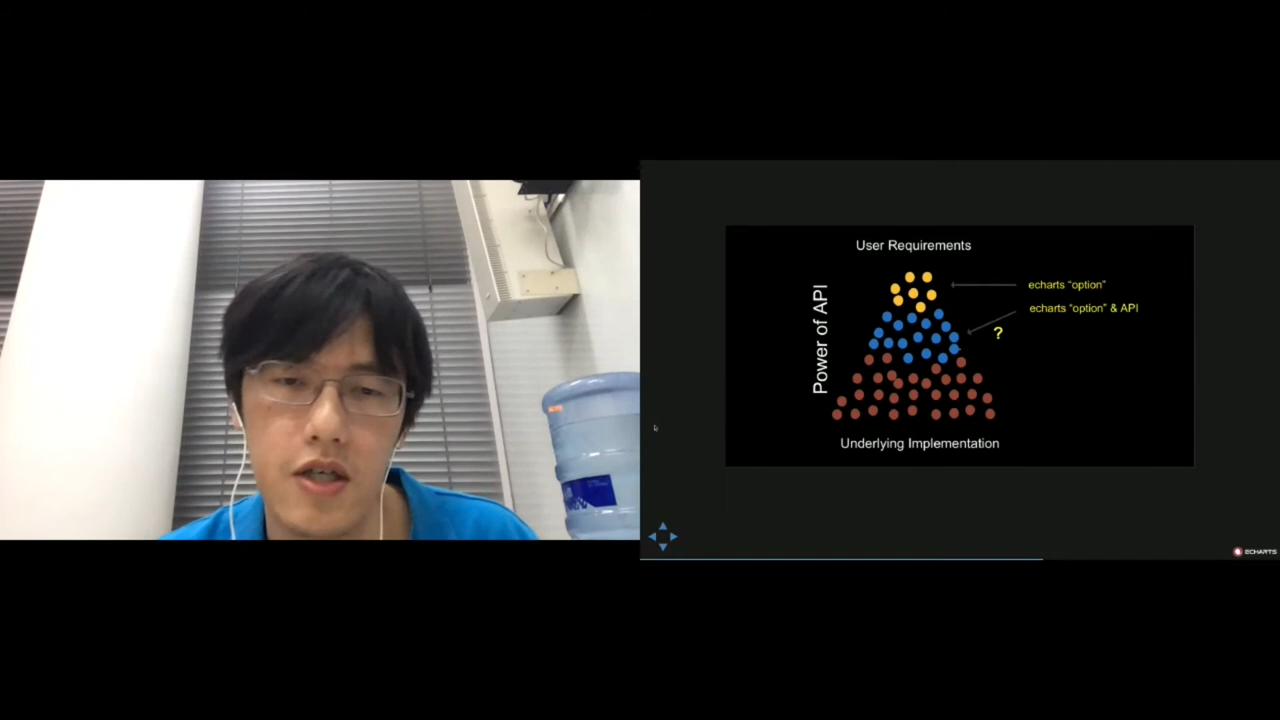 User Requirements
Power of API
echarts “option”
echarts “option” & API
?
Underlying Implementation
ECHARTS